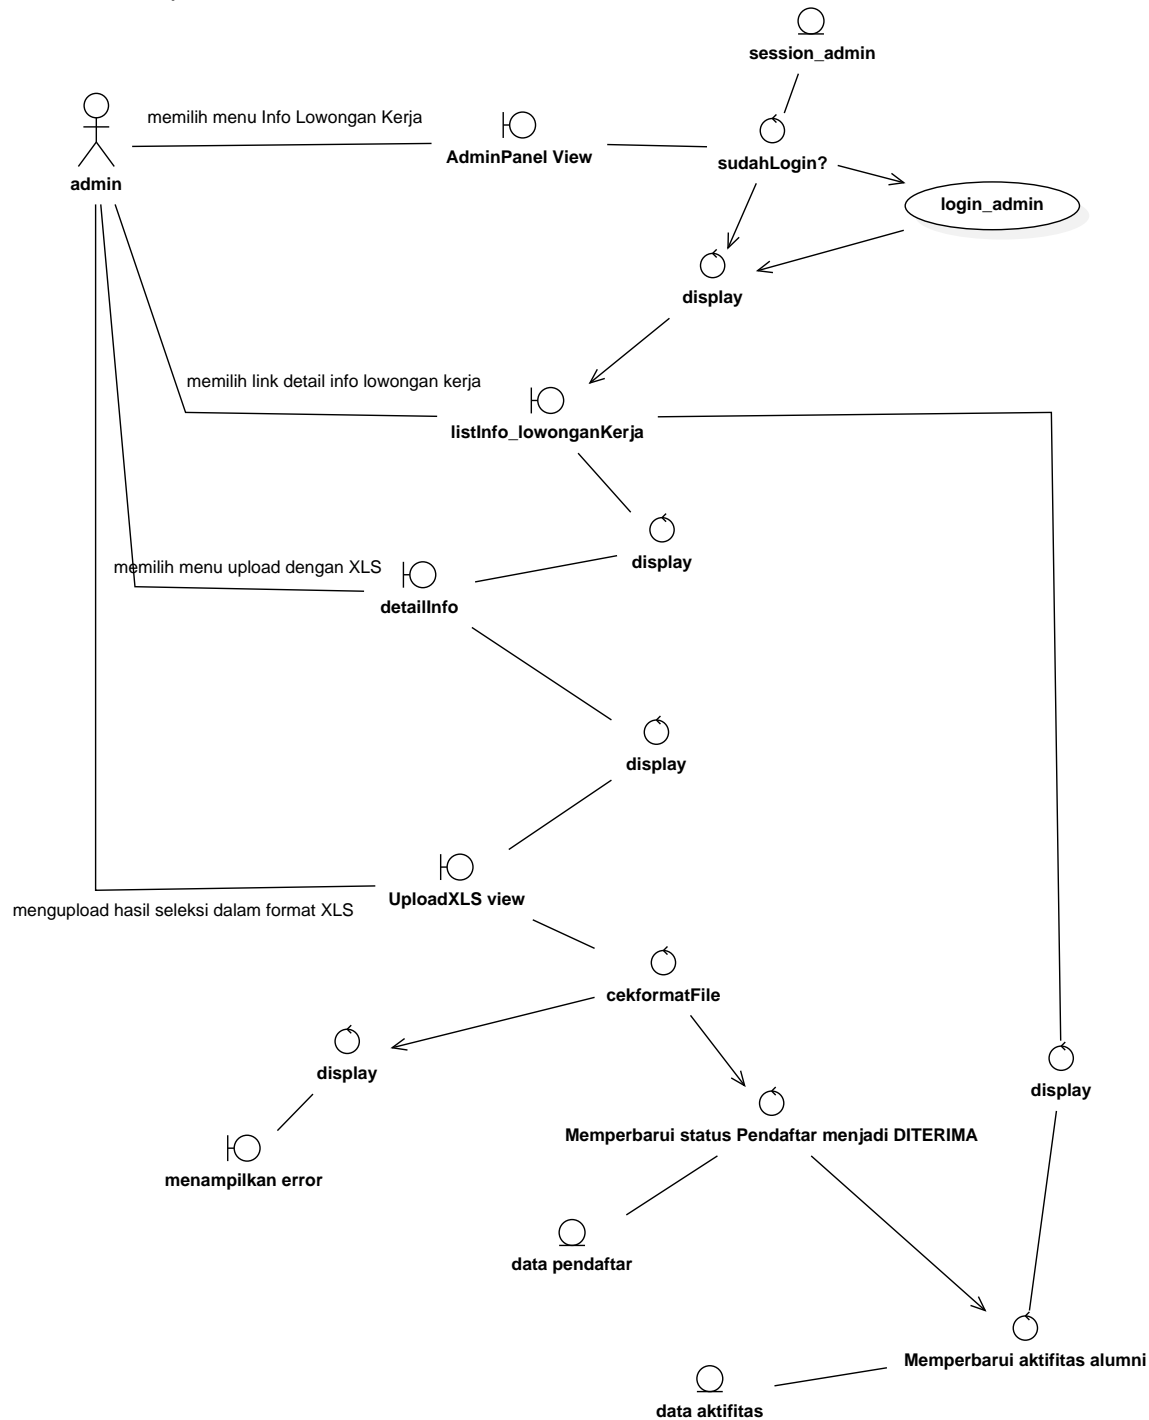 session_admin
memilih menu Info Lowongan Kerja
AdminPanel View
sudahLogin?
admin
login_admin
display
memilih link detail info lowongan kerja
listInfo_lowonganKerja
display
memilih menu upload dengan XLS
detailInfo
display
UploadXLS view
mengupload hasil seleksi dalam format XLS
cekformatFile
display
display
Memperbarui status Pendaftar menjadi DITERIMA
menampilkan error
data pendaftar
Memperbarui aktifitas alumni
data aktifitas